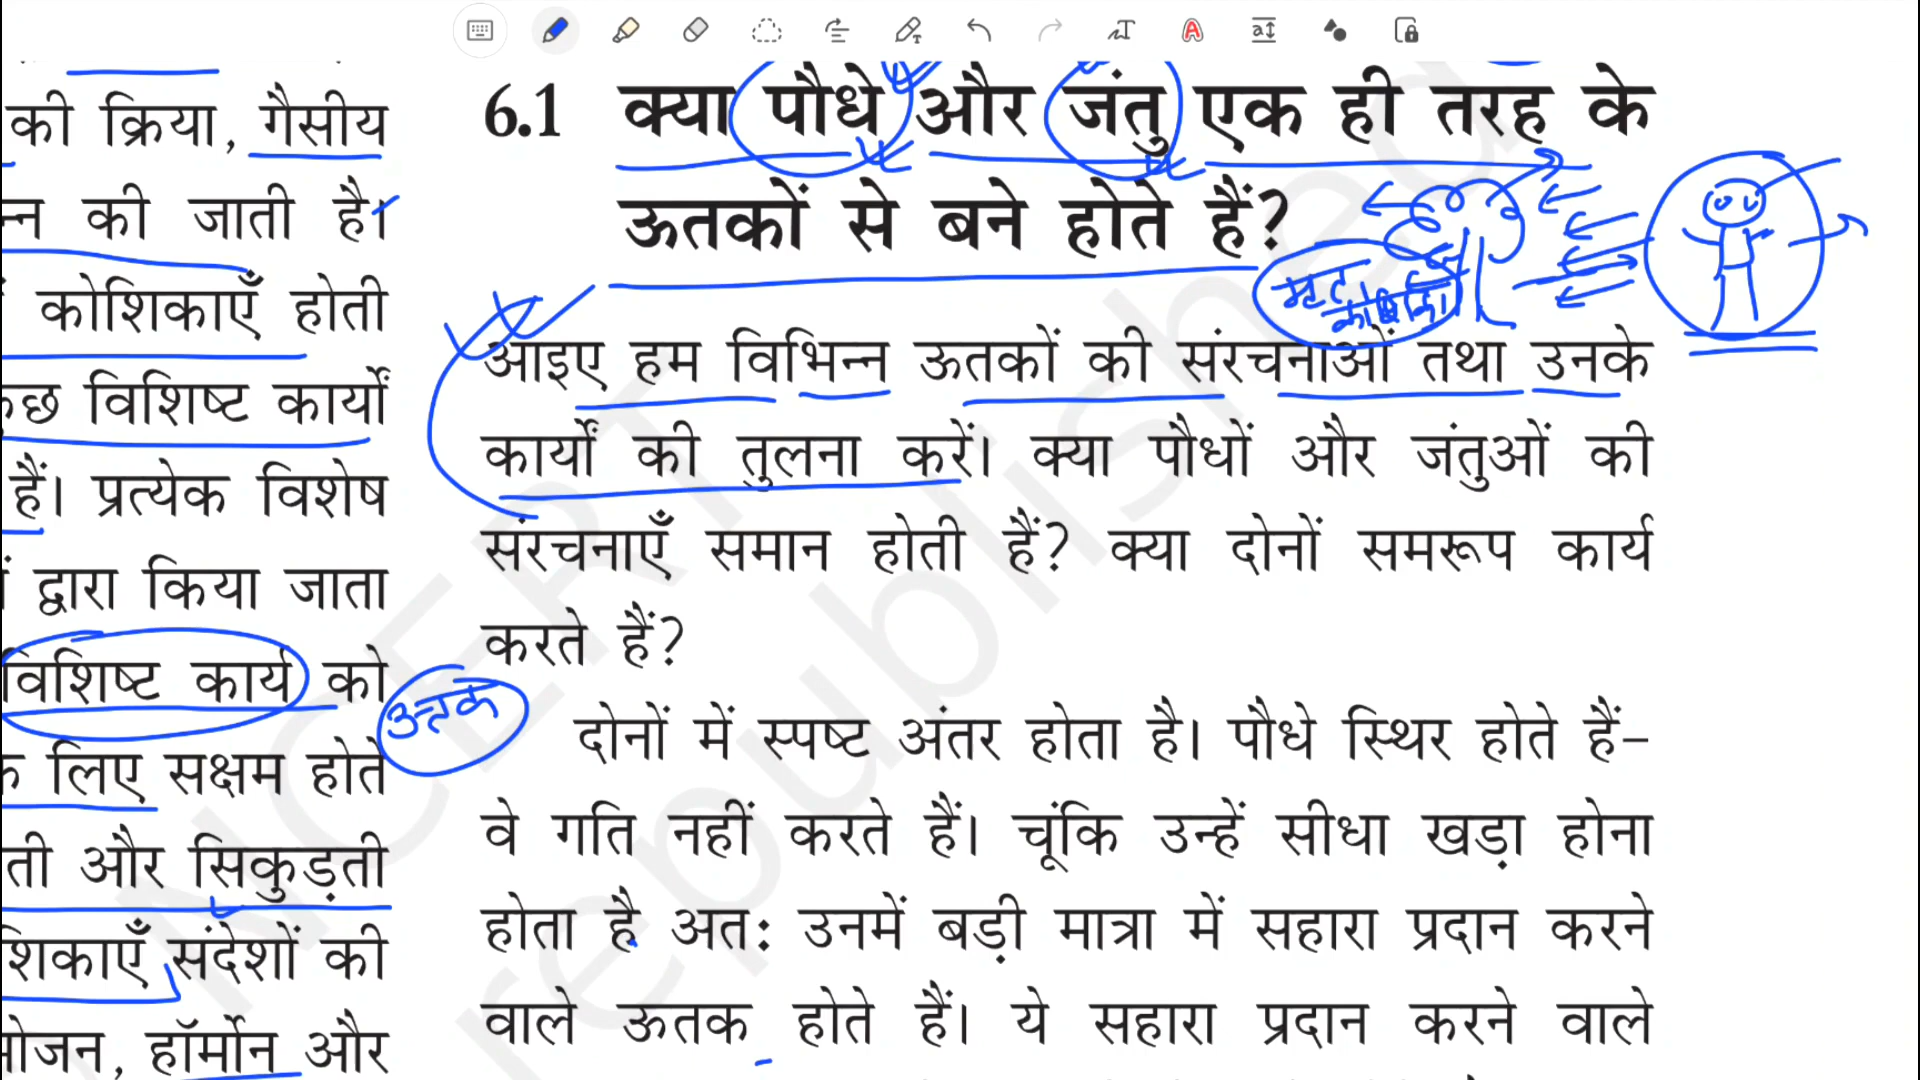 की क्रिया, गैसीय
न्न की जाती है।
कोशिकाएँ होती
कुछ विशिष्ट कार्यों
हैं। प्रत्येक विशेष
द्वारा किया जाता
विशिष्ट कार्य को
के लिए सक्षम होते
ती और सिकुड़ती
शिकाएँ संदेशों की
भोजन, हॉर्मोन और
6.1 क्या पौधे और जंतु एक ही तरह के
ऊतकों से बने होते हैं?
आइए हम विभिन्न ऊतकों की संरचनाओं तथा उनके
कार्यों की तुलना करें। क्या पौधों और जंतुओं की
संरचनाएँ समान होती हैं? क्या दोनों समरूप कार्य
करते हैं?
ऊतक
दोनों में स्पष्ट अंतर होता है। पौधे स्थिर होते हैं–
वे गति नहीं करते हैं। चूंकि उन्हें सीधा खड़ा होना
होता है अतः उनमें बड़ी मात्रा में सहारा प्रदान करने
वाले ऊतक होते हैं। ये सहारा प्रदान करने वाले
NCERT
republished